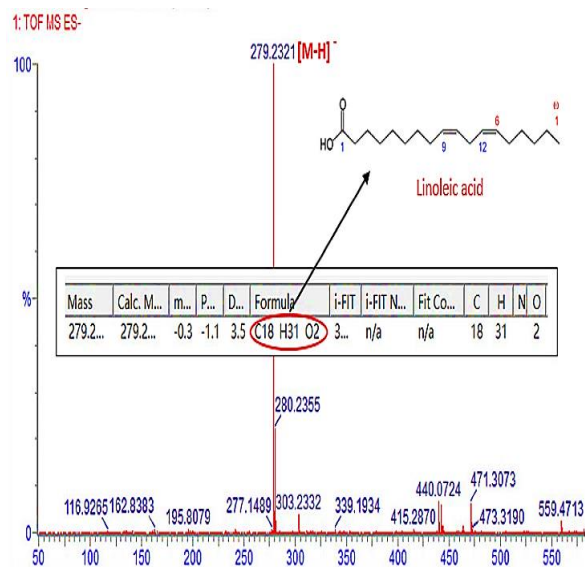 1: TOF MS ES-
279.2321 [M-H]-
100
O
HO
1
9
12
6
ω
1
Linoleic acid
%
Mass Calc. M... m... P... D... Formula i-FIT i-FIT N... Fit Co... C H N O
279.2... 279.2... -0.3 -1.1 3.5 C18 H31 O2 3... n/a n/a 18 31 2
280.2355
116.9265 162.8383 195.8079 277.1489 303.2332 339.1934 415.2870 440.0724 471.3073 473.3190 559.4713
0
50 100 150 200 250 300 350 400 450 500 550